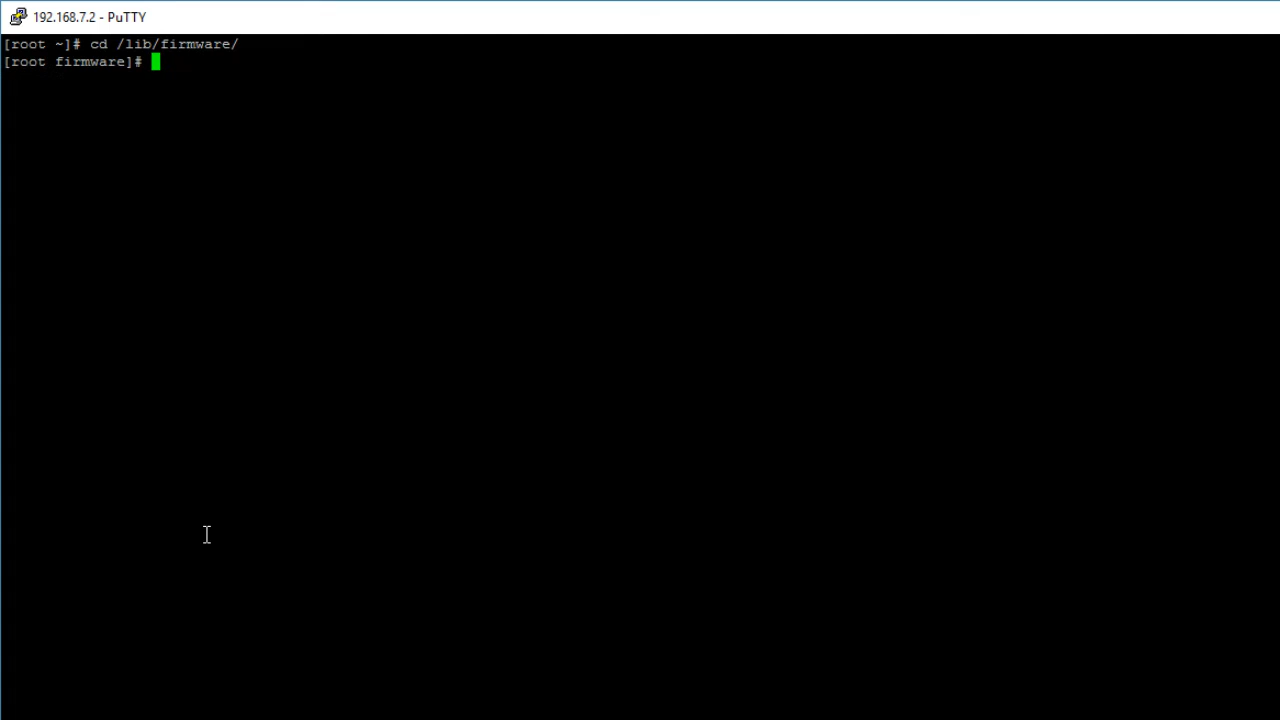 192.168.7.2 - PuTTY
[root ~]# cd /lib/firmware/
[root firmware]#